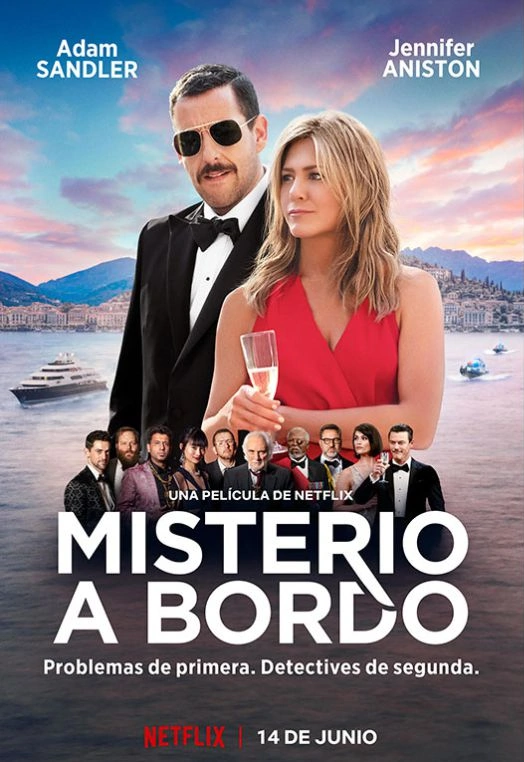 Adam
SANDLER
Jennifer
ANISTON
UNA PELÍCULA DE NETFLIX
MISTERIO
A BORDO
Problemas de primera. Detectives de segunda.
NETFLIX | 14 DE JUNIO